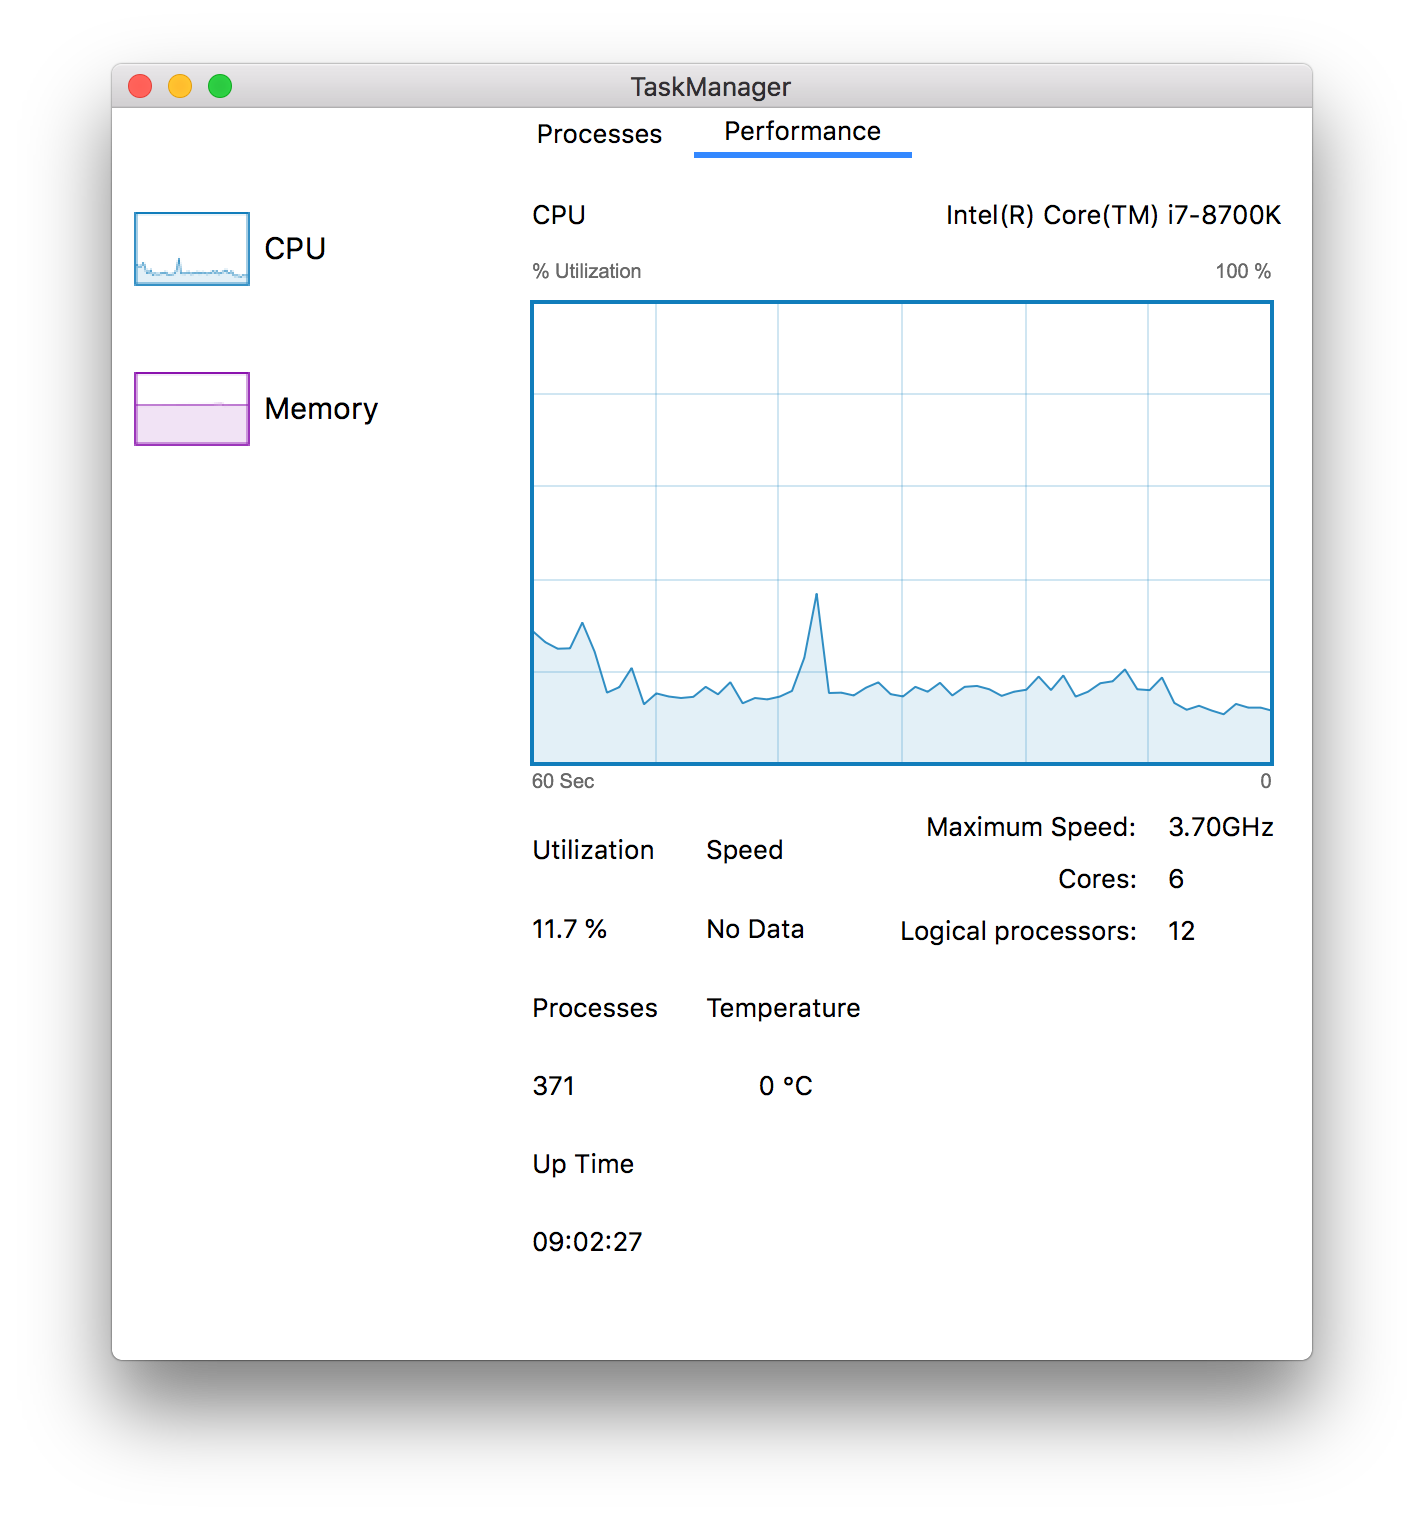 TaskManager
Processes Performance
CPU
Memory
CPU Intel(R) Core(TM) i7-8700K
% Utilization 100 %
60 Sec 0
Utilization Speed
11.7 % No Data
Processes Temperature
371 0 °C
Up Time
09:02:27
Maximum Speed: 3.70GHz
Cores: 6
Logical processors: 12